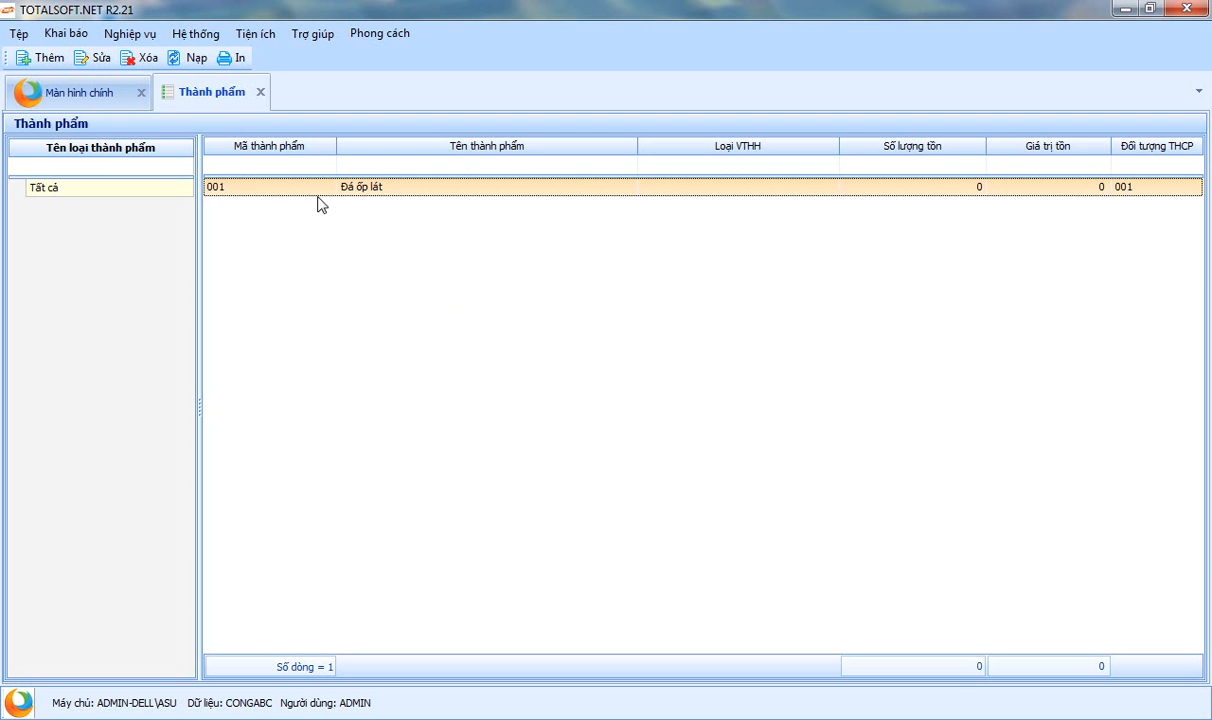 TOTALSOFT.NET R2.21
Tệp Khai báo Nghiệp vụ Hệ thống Tiện ích Trợ giúp Phong cách
Thêm Sửa Xóa Nạp In
Màn hình chính Thành phẩm
Thành phẩm
Tên loại thành phẩm Mã thành phẩm Tên thành phẩm Loại VTHH Số lượng tồn Giá trị tồn Đối tượng THCP
Tất cả 001 Đá ốp lát 0 0 001
Số dòng = 1 0 0
Máy chủ: ADMIN-DELL\ASU Dữ liệu: CONGABC Người dùng: ADMIN